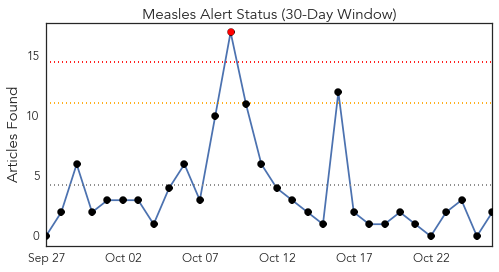 Measles Alert Status (30-Day Window)
Articles Found
15
10
5
0
Sep 27 Oct 02 Oct 07 Oct 12 Oct 17 Oct 22